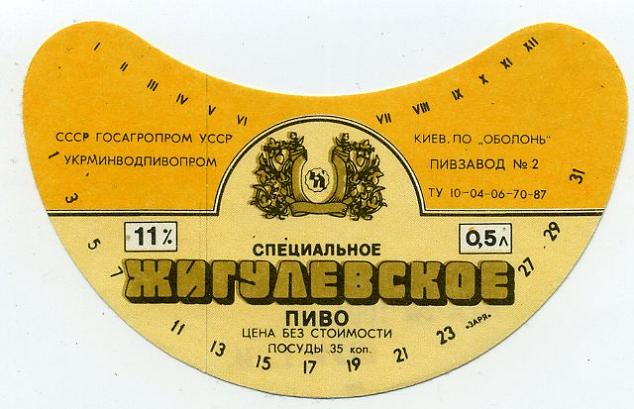 I II III IV V VI VII VIII IX X XI XII
СССР ГОСАГРОПРОМ УССР
УКРМИНВОДПИВОПРОМ
КИЕВ. ПО „ОБОЛОНЬ"
ПИВЗАВОД № 2
ТУ 10-04-06-70-87
11 %
0,5 л
СПЕЦИАЛЬНОЕ
ЖИГУЛЕВСКОЕ
ПИВО
ЦЕНА БЕЗ СТОИМОСТИ
ПОСУДЫ 35 коп.
1 3 5 7 11 13 15 17 19 21 23 «ЗАРЯ» 27 29 31